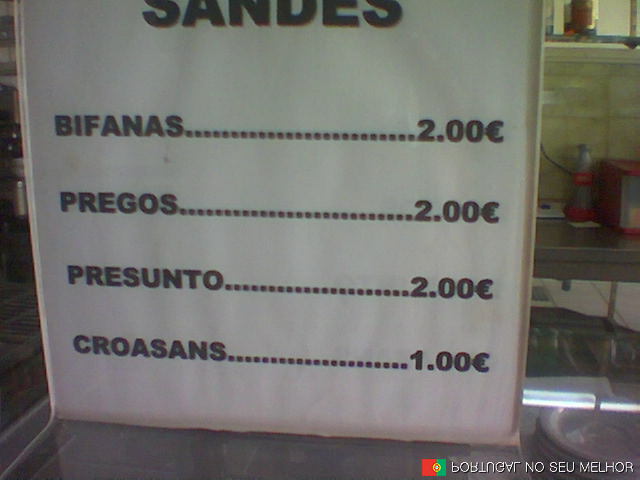 SANDES
BIFANAS..........................2.00€
PREGOS..........................2.00€
PRESUNTO.....................2.00€
CROASANS....................1.00€
PORTUGAL NO SEU MELHOR